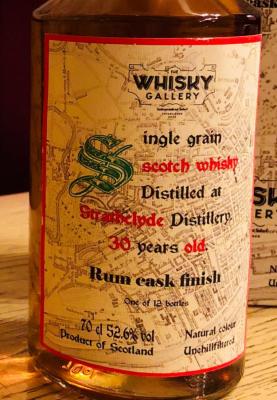 THE
WHISKY
GALLERY
Single grain
scotch whisky
Distilled at
Strathclyde Distillery.
30 years old.
Rum cask finish
One of 12 bottles
70 cl 52.6% vol
Product of Scotland
Natural colour
Unchillfiltered